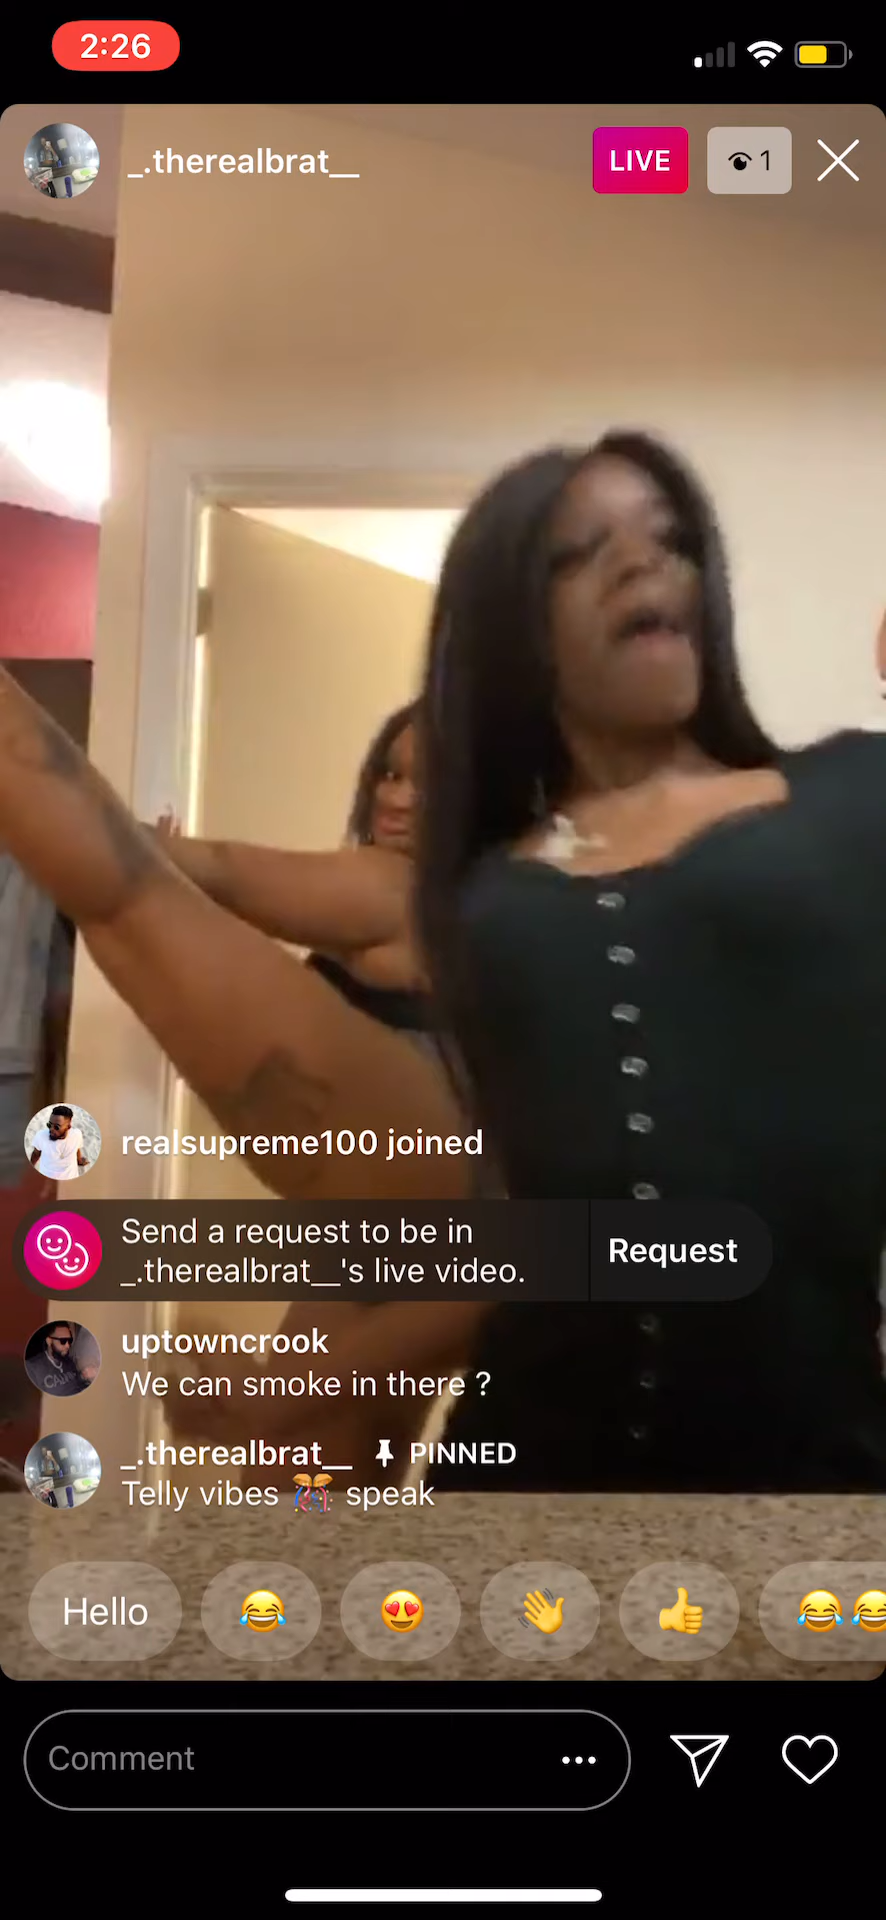 2:26
_.therealbrat__
LIVE
1
realsupreme100 joined
Send a request to be in
_.therealbrat__'s live video.
Request
uptowncrook
We can smoke in there ?
_.therealbrat__ PINNED
Telly vibes 🎊 speak
Hello 😂 😍 👋 👍 😂😂
Comment